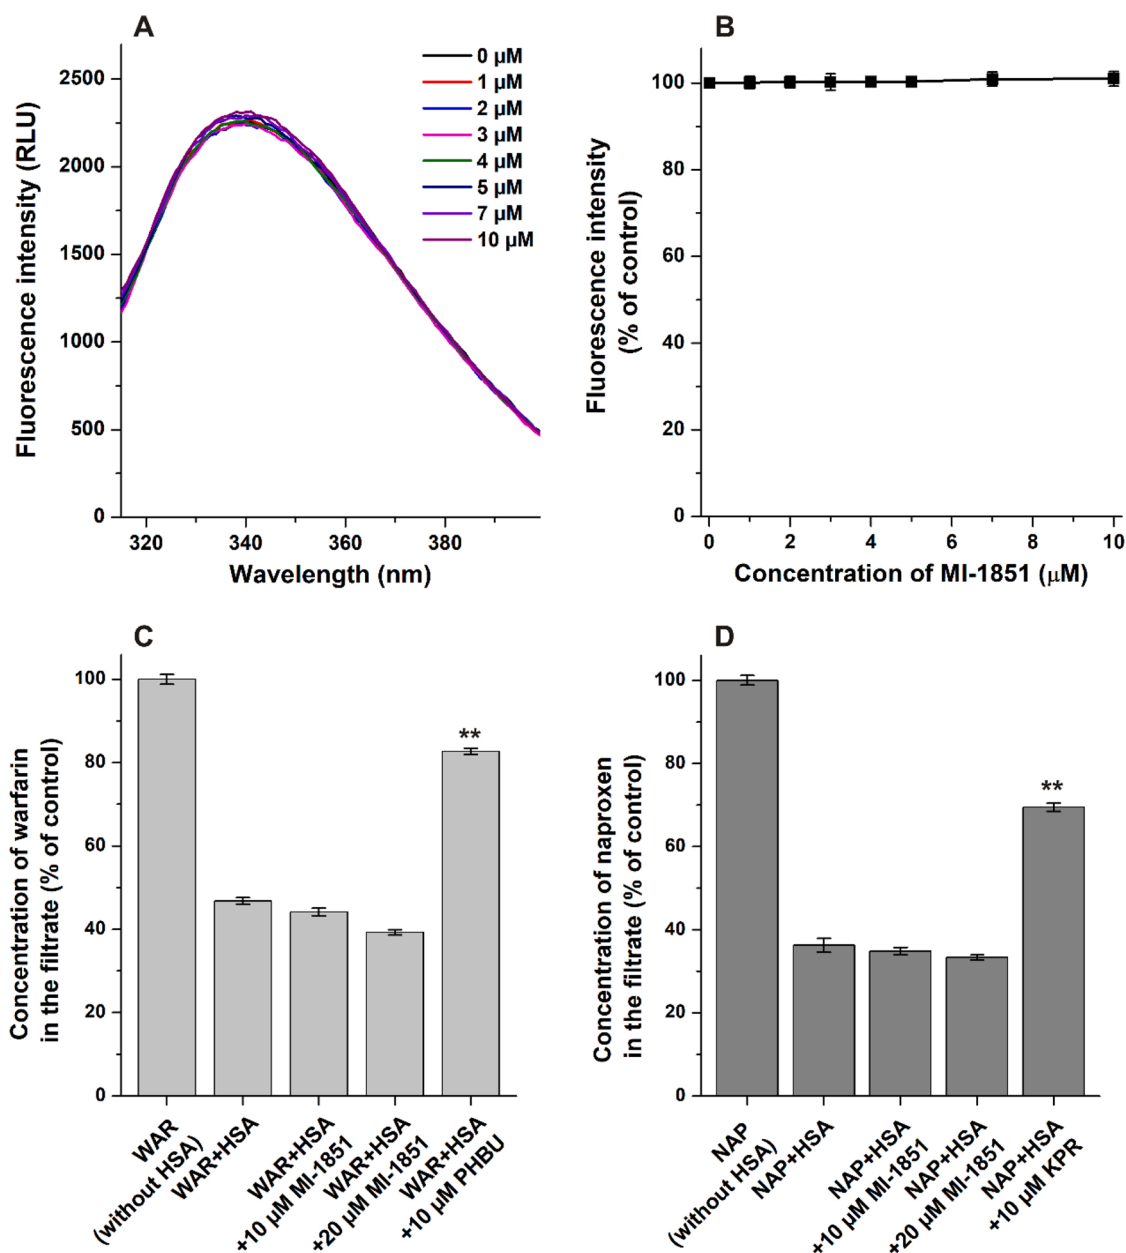 A
Fluorescence intensity (RLU)
2500
2000
1500
1000
500
0
320
340
360
380
Wavelength (nm)
0 µM
1 µM
2 µM
3 µM
4 µM
5 µM
7 µM
10 µM
B
Fluorescence intensity
(% of control)
100
80
60
40
20
0
0
2
4
6
8
10
Concentration of MI-1851 (µM)
C
Concentration of warfarin
in the filtrate (% of control)
100
80
60
40
20
0
**
WAR
(without HSA)
WAR+HSA
WAR+HSA
+10 µM MI-1851
WAR+HSA
+20 µM MI-1851
WAR+HSA
+10 µM PHBU
D
Concentration of naproxen
in the filtrate (% of control)
100
80
60
40
20
0
**
NAP
(without HSA)
NAP+HSA
NAP+HSA
+10 µM MI-1851
NAP+HSA
+20 µM MI-1851
NAP+HSA
+10 µM KPR